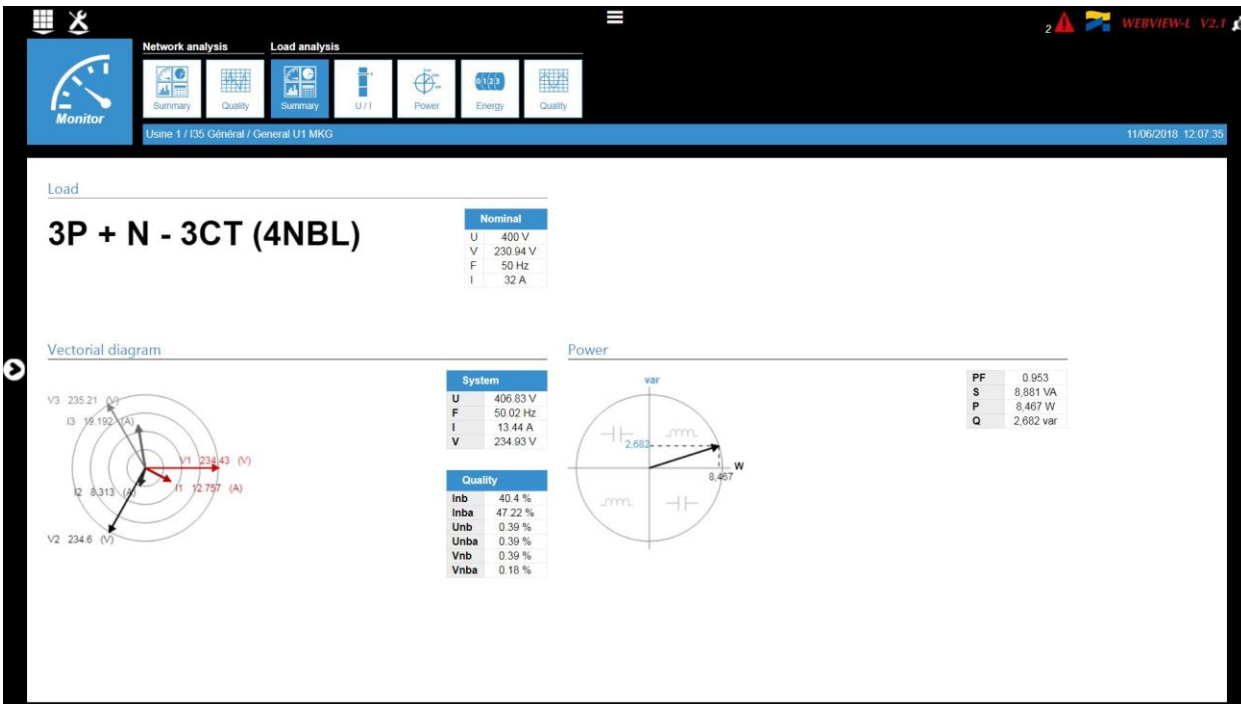 2 WEBVIEW-L V2.1
Network analysis Load analysis
Monitor
Summary Quality Summary U / I Power Energy Quality
0 1 2 3
Usine 1 / I35 Général / General U1 MKG 11/06/2018 12:07:35
Load
3P + N - 3CT (4NBL)
Nominal
U 400 V
V 230.94 V
F 50 Hz
I 32 A
Vectorial diagram
V3 235.21 (V)
I3 19.192 (A)
V1 234.43 (V)
I1 12.757 (A)
I2 8.313 (A)
V2 234.6 (V)
System
U 406.83 V
F 50.02 Hz
I 13.44 A
V 234.93 V
Quality
Inb 40.4 %
Inba 47.22 %
Unb 0.39 %
Unba 0.39 %
Vnb 0.39 %
Vnba 0.18 %
Power
var
2,682
W
8,467
PF 0.953
S 8,881 VA
P 8,467 W
Q 2,682 var